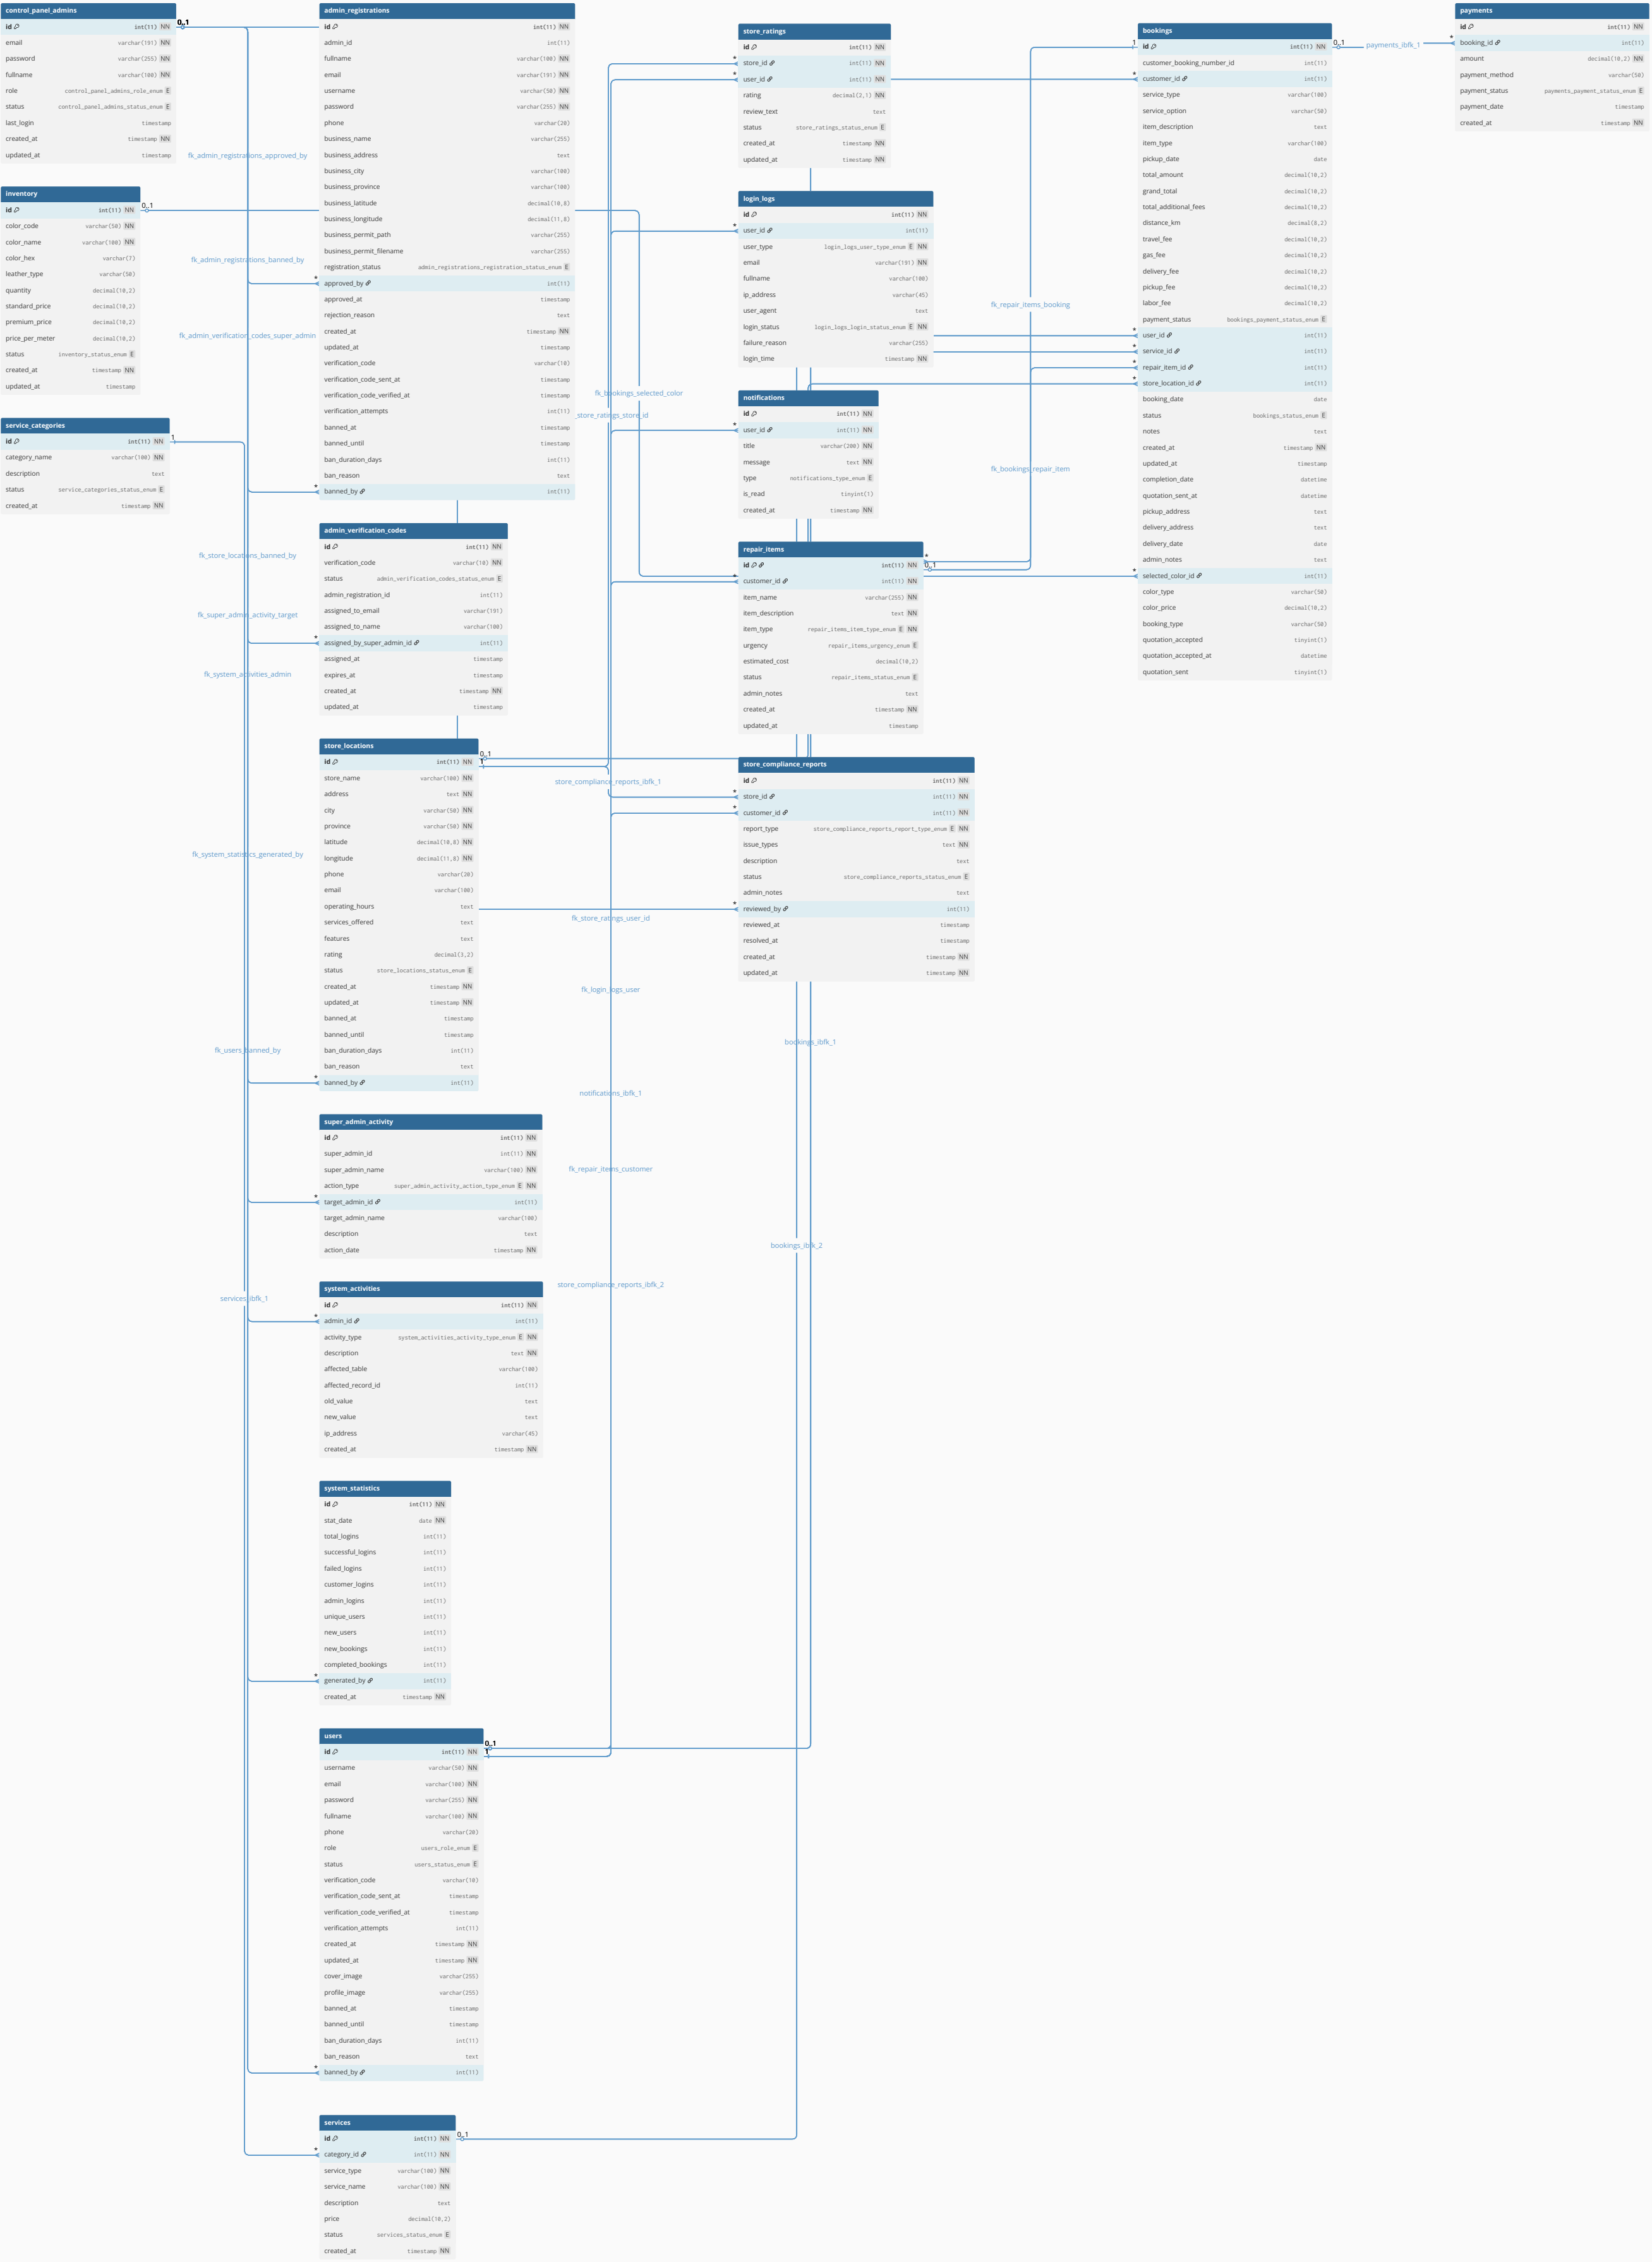 control_panel_admins
id int(11) NN
email varchar(191) NN
password varchar(255) NN
fullname varchar(100) NN
role control_panel_admins_role_enum E
status control_panel_admins_status_enum E
last_login timestamp
created_at timestamp NN
updated_at timestamp
0..1
inventory
id int(11) NN
color_code varchar(50) NN
color_name varchar(100) NN
color_hex varchar(7)
leather_type varchar(50)
quantity decimal(10,2)
standard_price decimal(10,2)
premium_price decimal(10,2)
price_per_meter decimal(10,2)
status inventory_status_enum E
created_at timestamp NN
updated_at timestamp
0..1
service_categories
id int(11) NN
category_name varchar(100) NN
description text
status service_categories_status_enum E
created_at timestamp NN
1
fk_admin_registrations_approved_by
fk_admin_registrations_banned_by
fk_admin_verification_codes_super_admin
fk_store_locations_banned_by
fk_super_admin_activity_target
fk_system_activities_admin
fk_system_statistics_generated_by
fk_users_banned_by
services_ibfk_1
admin_registrations
id int(11) NN
admin_id int(11)
fullname varchar(100) NN
email varchar(191) NN
username varchar(50) NN
password varchar(255) NN
phone varchar(20)
business_name varchar(255)
business_address text
business_city varchar(100)
business_province varchar(100)
business_latitude decimal(10,8)
business_longitude decimal(11,8)
business_permit_path varchar(255)
business_permit_filename varchar(255)
registration_status admin_registrations_registration_status_enum E
* approved_by int(11)
approved_at timestamp
rejection_reason text
created_at timestamp NN
updated_at timestamp
verification_code varchar(10)
verification_code_sent_at timestamp
verification_code_verified_at timestamp
verification_attempts int(11)
banned_at timestamp
banned_until timestamp
ban_duration_days int(11)
ban_reason text
* banned_by int(11)
admin_verification_codes
id int(11) NN
verification_code varchar(10) NN
status admin_verification_codes_status_enum E
admin_registration_id int(11)
assigned_to_email varchar(191)
assigned_to_name varchar(100)
* assigned_by_super_admin_id int(11)
assigned_at timestamp
expires_at timestamp
created_at timestamp NN
updated_at timestamp
store_locations
0..1
id int(11) NN 1
store_name varchar(100) NN
address text NN
city varchar(50) NN
province varchar(50) NN
latitude decimal(10,8) NN
longitude decimal(11,8) NN
phone varchar(20)
email varchar(100)
operating_hours text
services_offered text
features text
rating decimal(3,2)
status store_locations_status_enum E
created_at timestamp NN
updated_at timestamp NN
banned_at timestamp
banned_until timestamp
ban_duration_days int(11)
ban_reason text
* banned_by int(11)
super_admin_activity
id int(11) NN
super_admin_id int(11) NN
super_admin_name varchar(100) NN
action_type super_admin_activity_action_type_enum E NN
* target_admin_id int(11)
target_admin_name varchar(100)
description text
action_date timestamp NN
system_activities
id int(11) NN
* admin_id int(11)
activity_type system_activities_activity_type_enum E NN
description text NN
affected_table varchar(100)
affected_record_id int(11)
old_value text
new_value text
ip_address varchar(45)
created_at timestamp NN
system_statistics
id int(11) NN
stat_date date NN
total_logins int(11)
successful_logins int(11)
failed_logins int(11)
customer_logins int(11)
admin_logins int(11)
unique_users int(11)
new_users int(11)
new_bookings int(11)
completed_bookings int(11)
* generated_by int(11)
created_at timestamp NN
users
0..1
id int(11) NN 1
username varchar(50) NN
email varchar(100) NN
password varchar(255) NN
fullname varchar(100) NN
phone varchar(20)
role users_role_enum E
status users_status_enum E
verification_code varchar(10)
verification_code_sent_at timestamp
verification_code_verified_at timestamp
verification_attempts int(11)
created_at timestamp NN
updated_at timestamp NN
cover_image varchar(255)
profile_image varchar(255)
banned_at timestamp
banned_until timestamp
ban_duration_days int(11)
ban_reason text
* banned_by int(11)
services
id int(11) NN 0..1
* category_id int(11) NN
service_type varchar(100) NN
service_name varchar(100) NN
description text
price decimal(10,2)
status services_status_enum E
created_at timestamp NN
fk_bookings_selected_color
_store_ratings_store_id
store_compliance_reports_ibfk_1
fk_store_ratings_user_id
fk_login_logs_user
notifications_ibfk_1
fk_repair_items_customer
store_compliance_reports_ibfk_2
store_ratings
id int(11) NN
* store_id int(11) NN
* user_id int(11) NN
rating decimal(2,1) NN
review_text text
status store_ratings_status_enum E
created_at timestamp NN
updated_at timestamp NN
login_logs
id int(11) NN
* user_id int(11)
user_type login_logs_user_type_enum E NN
email varchar(191) NN
fullname varchar(100)
ip_address varchar(45)
user_agent text
login_status login_logs_login_status_enum E NN
failure_reason varchar(255)
login_time timestamp NN
notifications
id int(11) NN
* user_id int(11) NN
title varchar(200) NN
message text NN
type notifications_type_enum E
is_read tinyint(1)
created_at timestamp NN
repair_items
*
id int(11) NN 0..1
* customer_id int(11) NN
item_name varchar(255) NN
item_description text NN
item_type repair_items_item_type_enum E NN
urgency repair_items_urgency_enum E
estimated_cost decimal(10,2)
status repair_items_status_enum E
admin_notes text
created_at timestamp NN
updated_at timestamp
store_compliance_reports
id int(11) NN
* store_id int(11) NN
* customer_id int(11) NN
report_type store_compliance_reports_report_type_enum E NN
issue_types text NN
description text
status store_compliance_reports_status_enum E
admin_notes text
* reviewed_by int(11)
reviewed_at timestamp
resolved_at timestamp
created_at timestamp NN
updated_at timestamp NN
bookings_ibfk_1
bookings_ibfk_2
fk_repair_items_booking
fk_bookings_repair_item
bookings
1 id int(11) NN 0..1
customer_booking_number_id int(11)
* customer_id int(11)
service_type varchar(100)
service_option varchar(50)
item_description text
item_type varchar(100)
pickup_date date
total_amount decimal(10,2)
grand_total decimal(10,2)
total_additional_fees decimal(10,2)
distance_km decimal(8,2)
travel_fee decimal(10,2)
gas_fee decimal(10,2)
delivery_fee decimal(10,2)
pickup_fee decimal(10,2)
labor_fee decimal(10,2)
payment_status bookings_payment_status_enum E
* user_id int(11)
* service_id int(11)
* repair_item_id int(11)
* store_location_id int(11)
booking_date date
status bookings_status_enum E
notes text
created_at timestamp NN
updated_at timestamp
completion_date datetime
quotation_sent_at datetime
pickup_address text
delivery_address text
delivery_date date
admin_notes text
* selected_color_id int(11)
color_type varchar(50)
color_price decimal(10,2)
booking_type varchar(50)
quotation_accepted tinyint(1)
quotation_accepted_at datetime
quotation_sent tinyint(1)
payments_ibfk_1
payments
id int(11) NN
* booking_id int(11)
amount decimal(10,2) NN
payment_method varchar(50)
payment_status payments_payment_status_enum E
payment_date timestamp
created_at timestamp NN